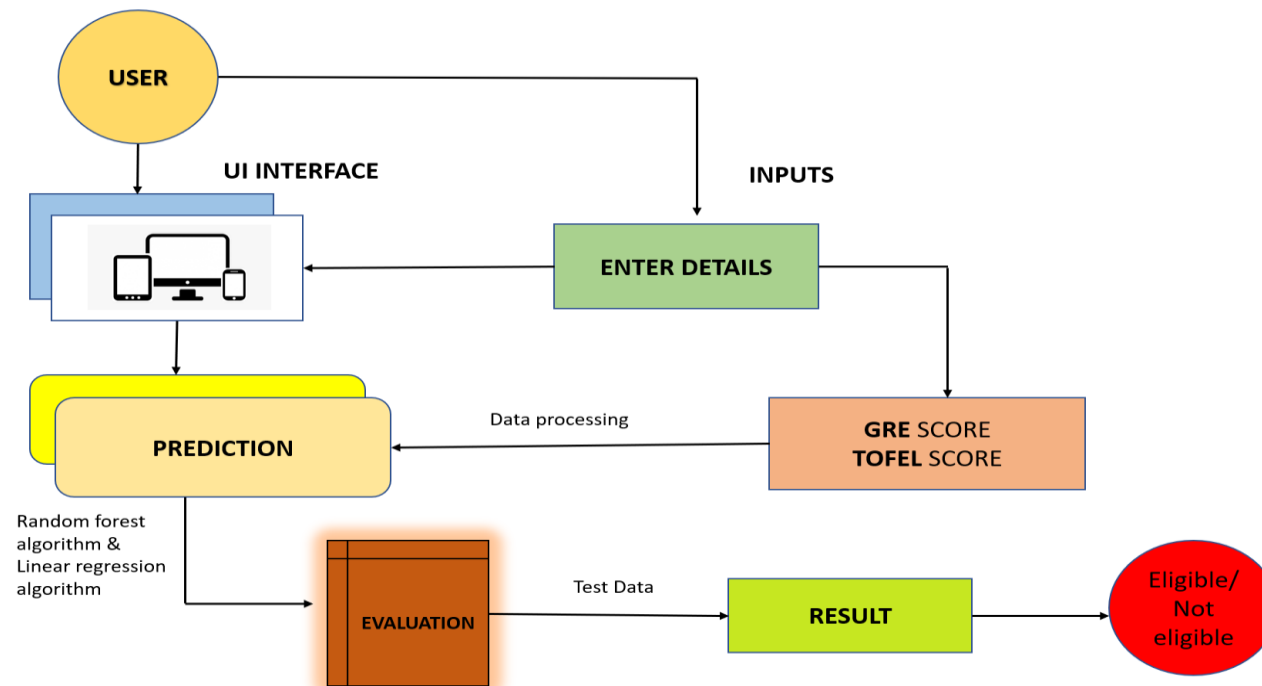 USER
UI INTERFACE
INPUTS
ENTER DETAILS
Data processing
GRE SCORE
TOFEL SCORE
PREDICTION
Random forest
algorithm &
Linear regression
algorithm
EVALUATION
Test Data
RESULT
Eligible/
Not
eligible